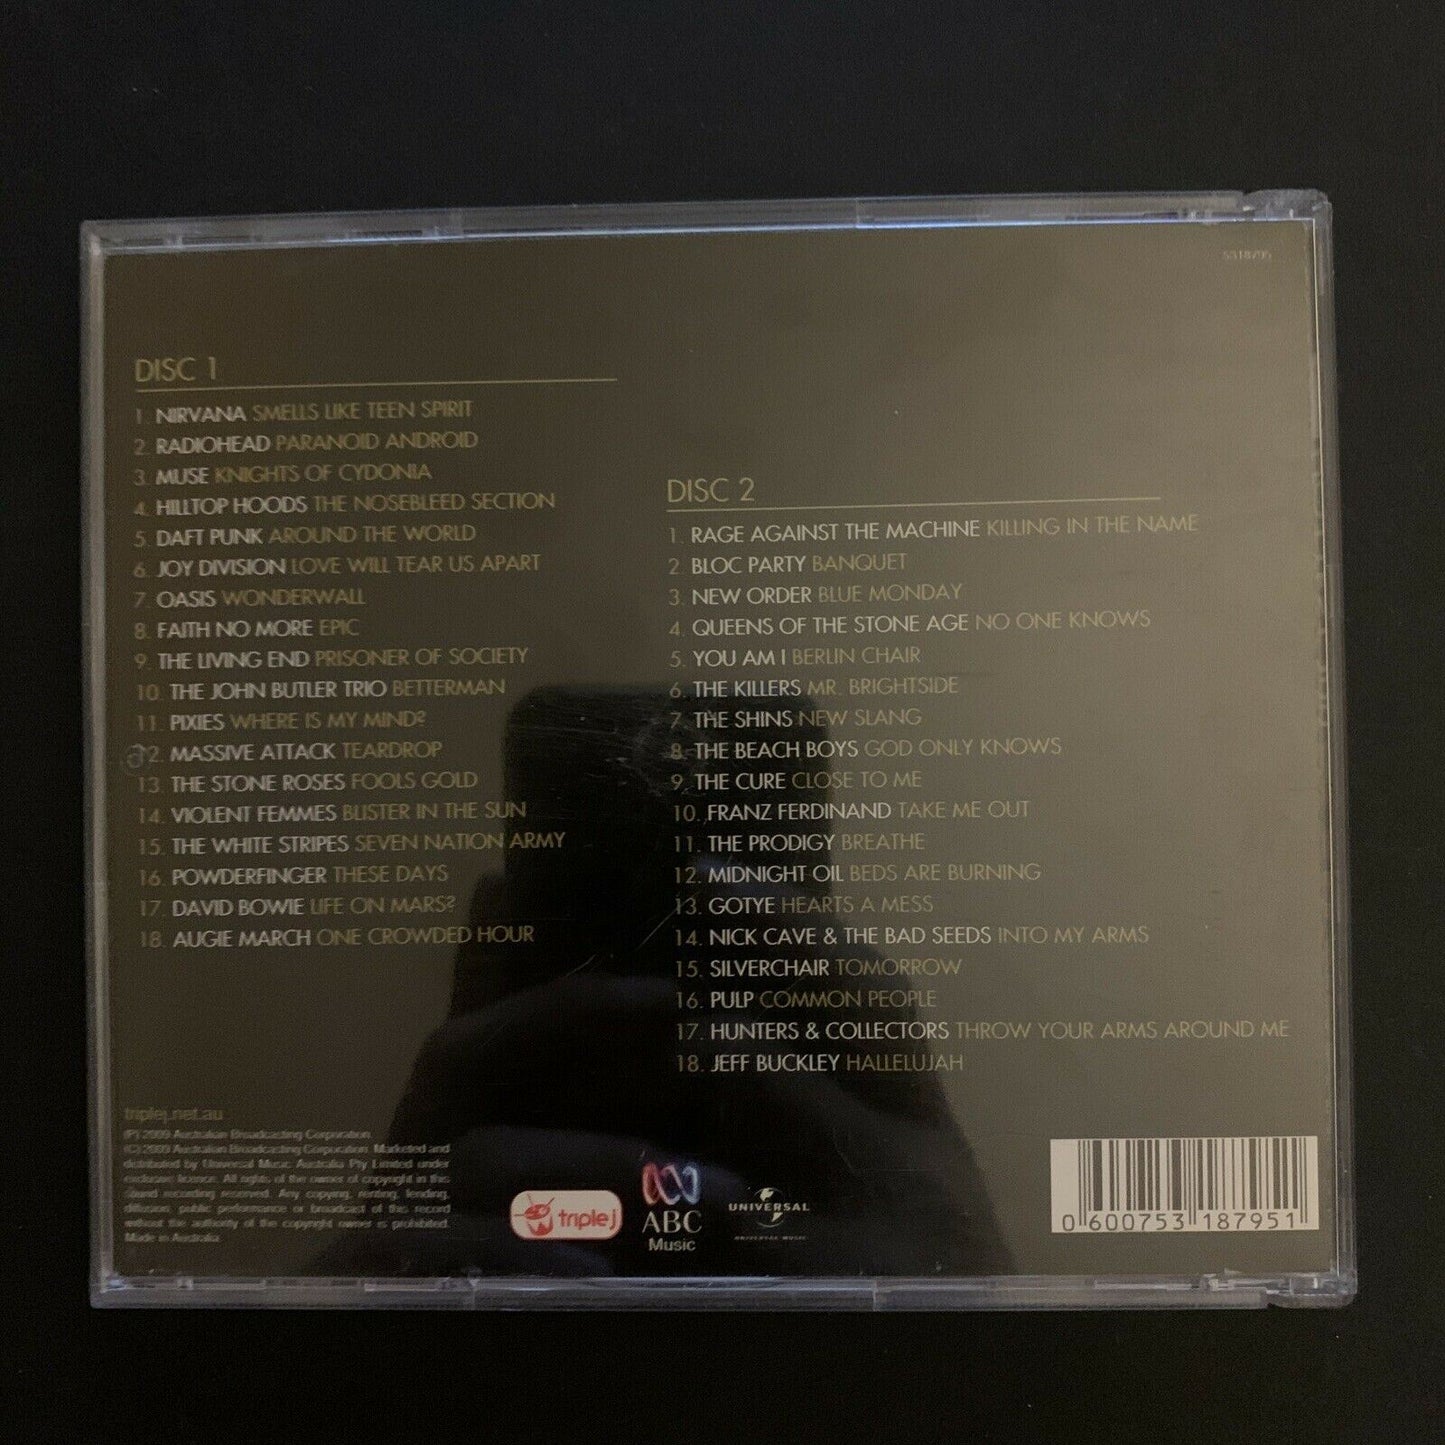 5318795
DISC 1
1. NIRVANA SMELLS LIKE TEEN SPIRIT
2. RADIOHEAD PARANOID ANDROID
3. MUSE KNIGHTS OF CYDONIA
4. HILLTOP HOODS THE NOSEBLEED SECTION
5. DAFT PUNK AROUND THE WORLD
6. JOY DIVISION LOVE WILL TEAR US APART
7. OASIS WONDERWALL
8. FAITH NO MORE EPIC
9. THE LIVING END PRISONER OF SOCIETY
10. THE JOHN BUTLER TRIO BETTERMAN
11. PIXIES WHERE IS MY MIND?
12. MASSIVE ATTACK TEARDROP
13. THE STONE ROSES FOOLS GOLD
14. VIOLENT FEMMES BLISTER IN THE SUN
15. THE WHITE STRIPES SEVEN NATION ARMY
16. POWDERFINGER THESE DAYS
17. DAVID BOWIE LIFE ON MARS?
18. AUGIE MARCH ONE CROWDED HOUR
DISC 2
1. RAGE AGAINST THE MACHINE KILLING IN THE NAME
2. BLOC PARTY BANQUET
3. NEW ORDER BLUE MONDAY
4. QUEENS OF THE STONE AGE NO ONE KNOWS
5. YOU AM I BERLIN CHAIR
6. THE KILLERS MR. BRIGHTSIDE
7. THE SHINS NEW SLANG
8. THE BEACH BOYS GOD ONLY KNOWS
9. THE CURE CLOSE TO ME
10. FRANZ FERDINAND TAKE ME OUT
11. THE PRODIGY BREATHE
12. MIDNIGHT OIL BEDS ARE BURNING
13. GOTYE HEARTS A MESS
14. NICK CAVE & THE BAD SEEDS INTO MY ARMS
15. SILVERCHAIR TOMORROW
16. PULP COMMON PEOPLE
17. HUNTERS & COLLECTORS THROW YOUR ARMS AROUND ME
18. JEFF BUCKLEY HALLELUJAH
triplej.net.au
(P) 2009 Australian Broadcasting Corporation.
(C) 2009 Australian Broadcasting Corporation. Marketed and
distributed by Universal Music Australia Pty Limited under
exclusive licence. All rights of the owner of copyright in this
sound recording reserved. Any copying, renting, lending,
diffusion, public performance or broadcast of this record
without the authority of the copyright owner is prohibited.
Made in Australia.
triple j
ABC
Music
UNIVERSAL
UNIVERSAL MUSIC
0 600753 187951